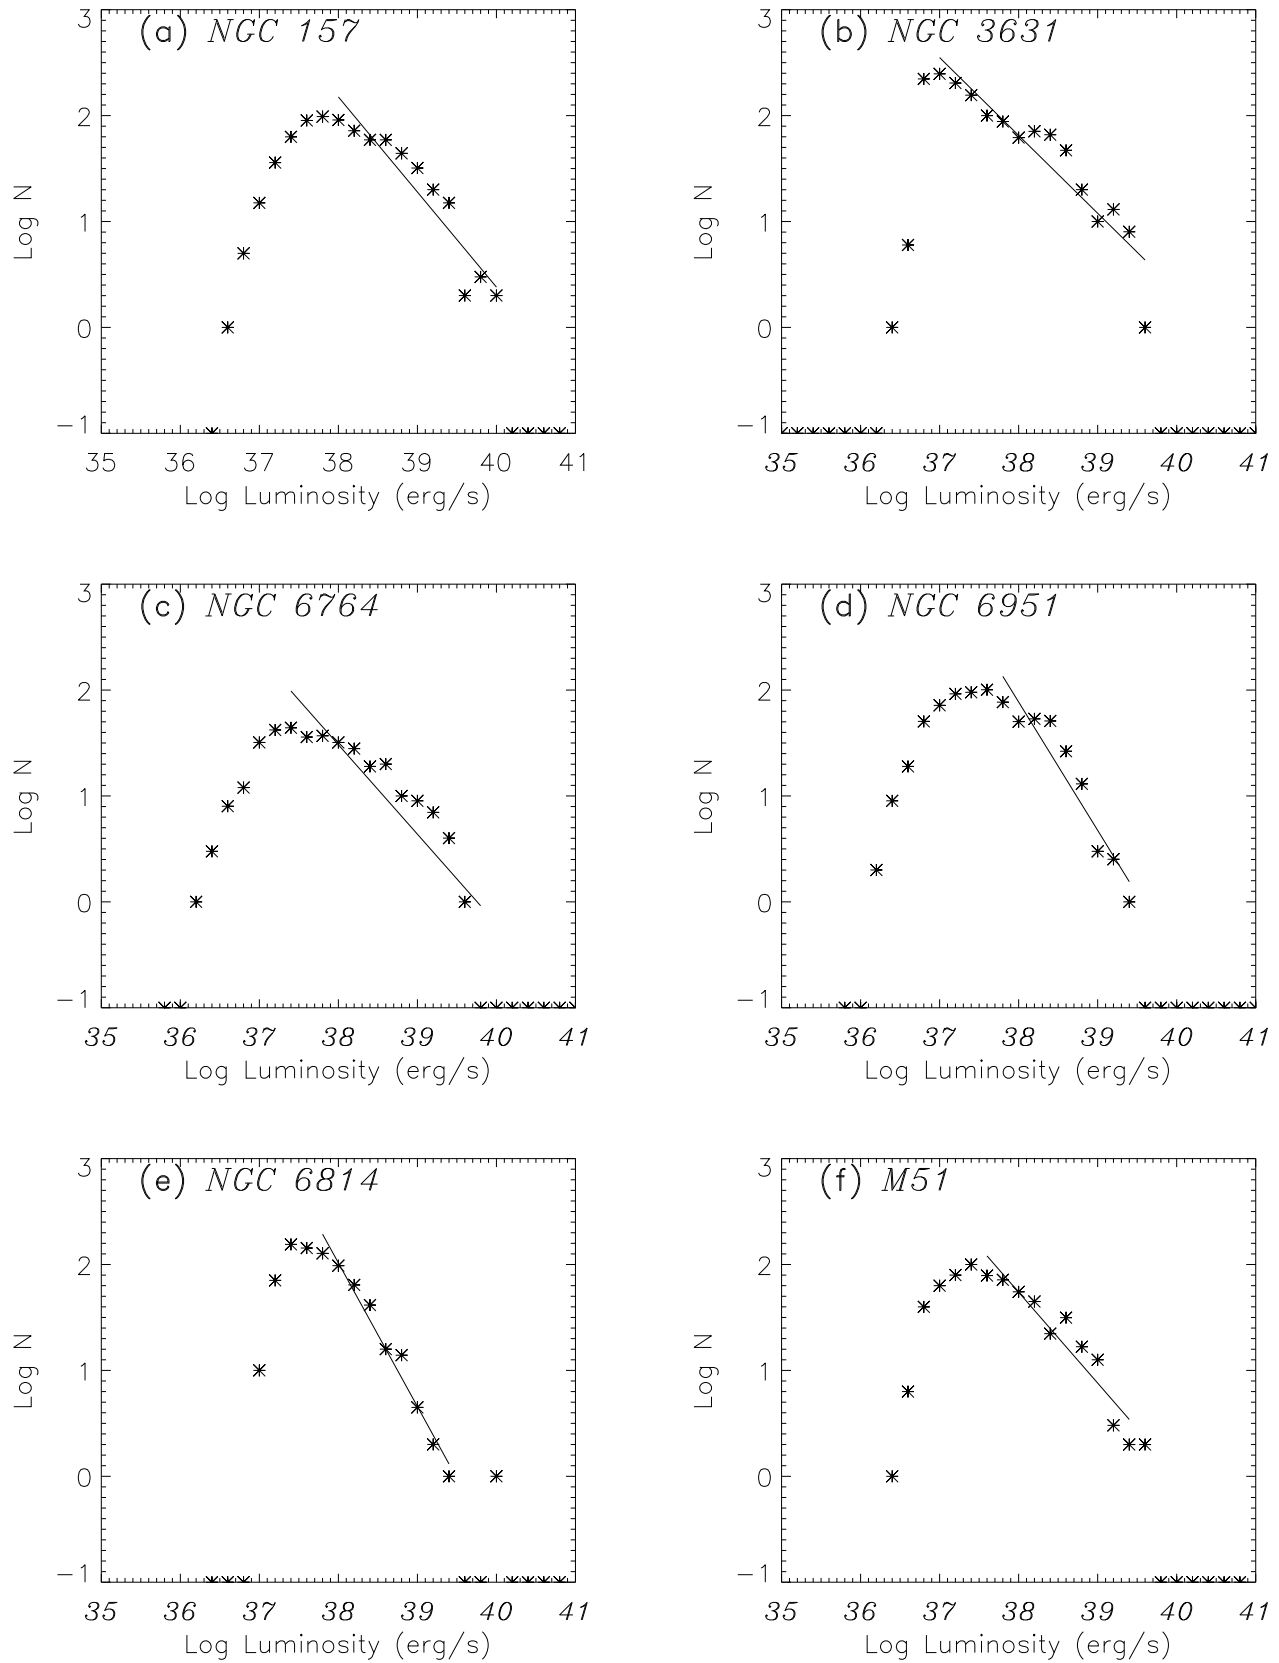 (a) NGC 157
3
2
1
0
−1
Log N
35 36 37 38 39 40 41
Log Luminosity (erg/s)
(b) NGC 3631
3
2
1
0
−1
Log N
35 36 37 38 39 40 41
Log Luminosity (erg/s)
(c) NGC 6764
3
2
1
0
−1
Log N
35 36 37 38 39 40 41
Log Luminosity (erg/s)
(d) NGC 6951
3
2
1
0
−1
Log N
35 36 37 38 39 40 41
Log Luminosity (erg/s)
(e) NGC 6814
3
2
1
0
−1
Log N
35 36 37 38 39 40 41
Log Luminosity (erg/s)
(f) M51
3
2
1
0
−1
Log N
35 36 37 38 39 40 41
Log Luminosity (erg/s)